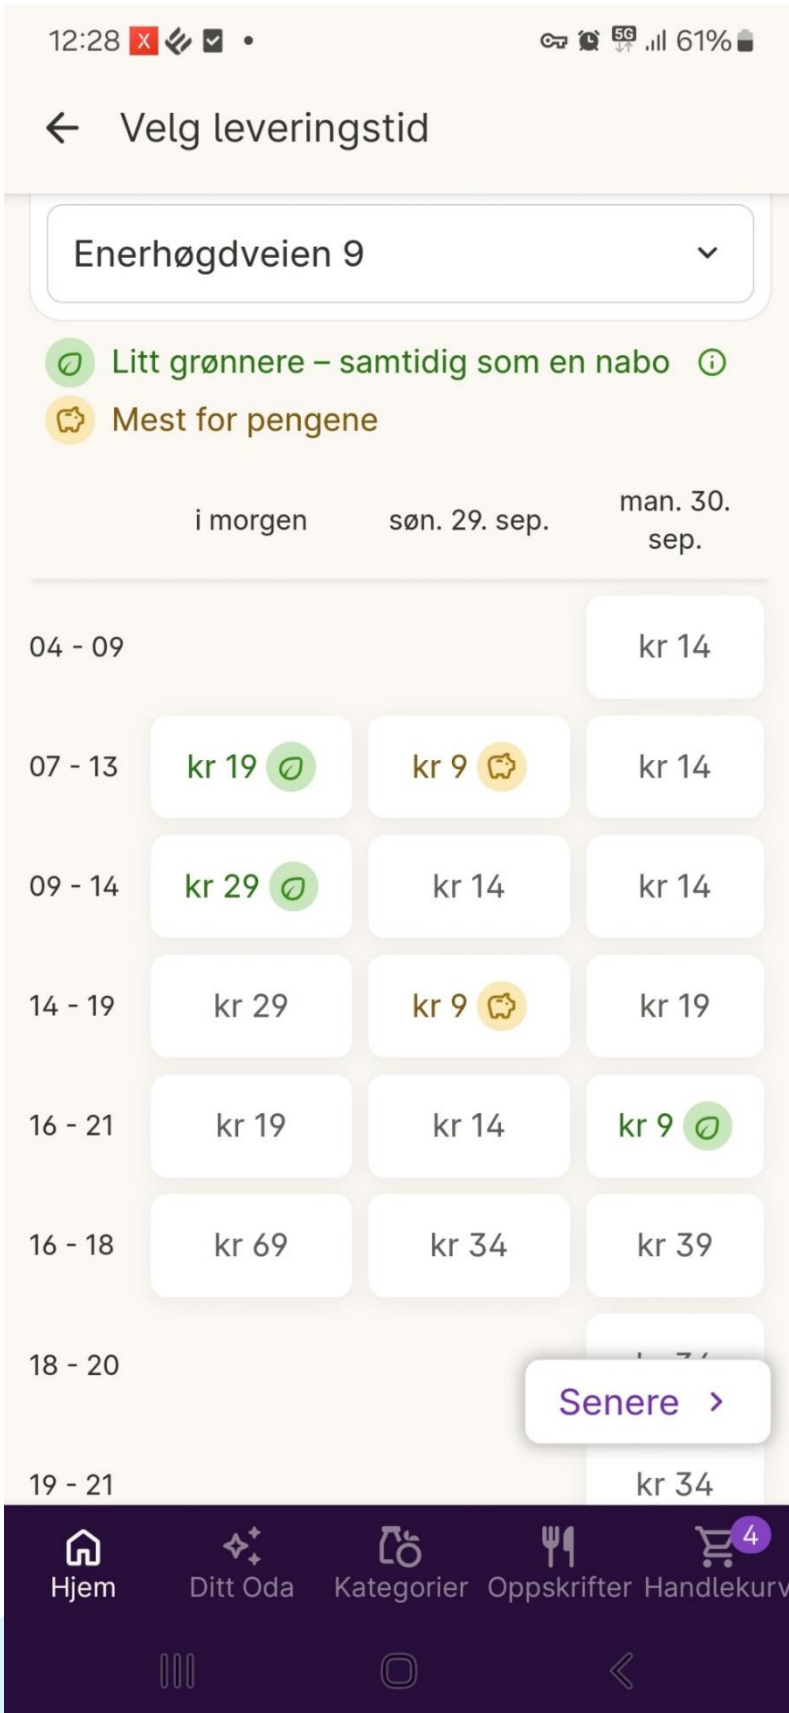 12:28 X 5G 61%
Velg leveringstid
Enerhøgdveien 9
Litt grønnere – samtidig som en nabo
Mest for pengene
i morgen søn. 29. sep. man. 30. sep.
04 - 09 kr 14
07 - 13 kr 19 kr 9 kr 14
09 - 14 kr 29 kr 14 kr 14
14 - 19 kr 29 kr 9 kr 19
16 - 21 kr 19 kr 14 kr 9
16 - 18 kr 69 kr 34 kr 39
18 - 20
Senere
19 - 21 kr 34
4
Hjem Ditt Oda Kategorier Oppskrifter Handlekurv